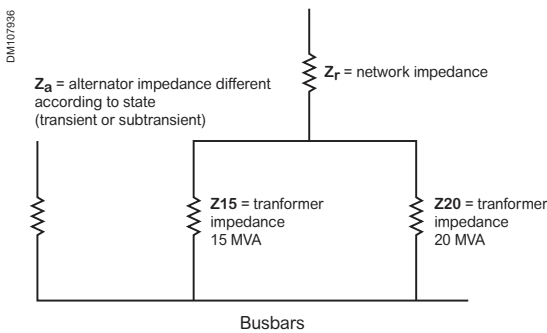 DM107936
Za = alternator impedance different
according to state
(transient or subtransient)
Zr = network impedance
Z15 = tranformer
impedance
15 MVA
Z20 = tranformer
impedance
20 MVA
Busbars